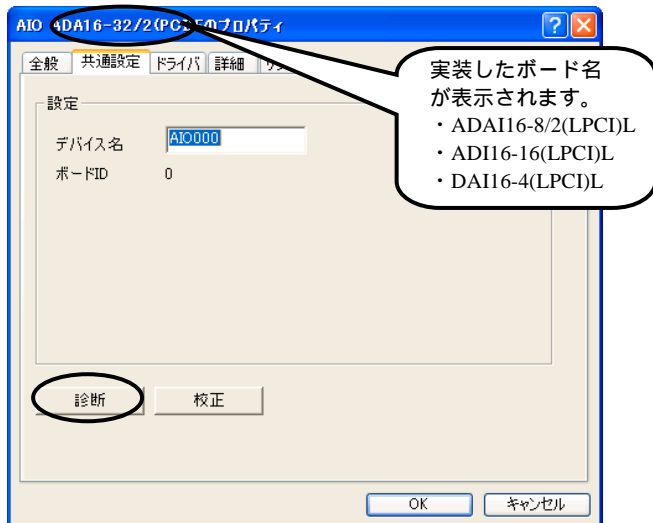 AIO ADA16-32/2(PCI)Fのプロパティ
全般 共通設定 ドライバ 詳細
実装したボード名
が表示されます。
・ADAI16-8/2(LPCI)L
・ADI16-16(LPCI)L
・DAI16-4(LPCI)L
設定
デバイス名 AIO000
ボードID 0
診断 校正
OK キャンセル